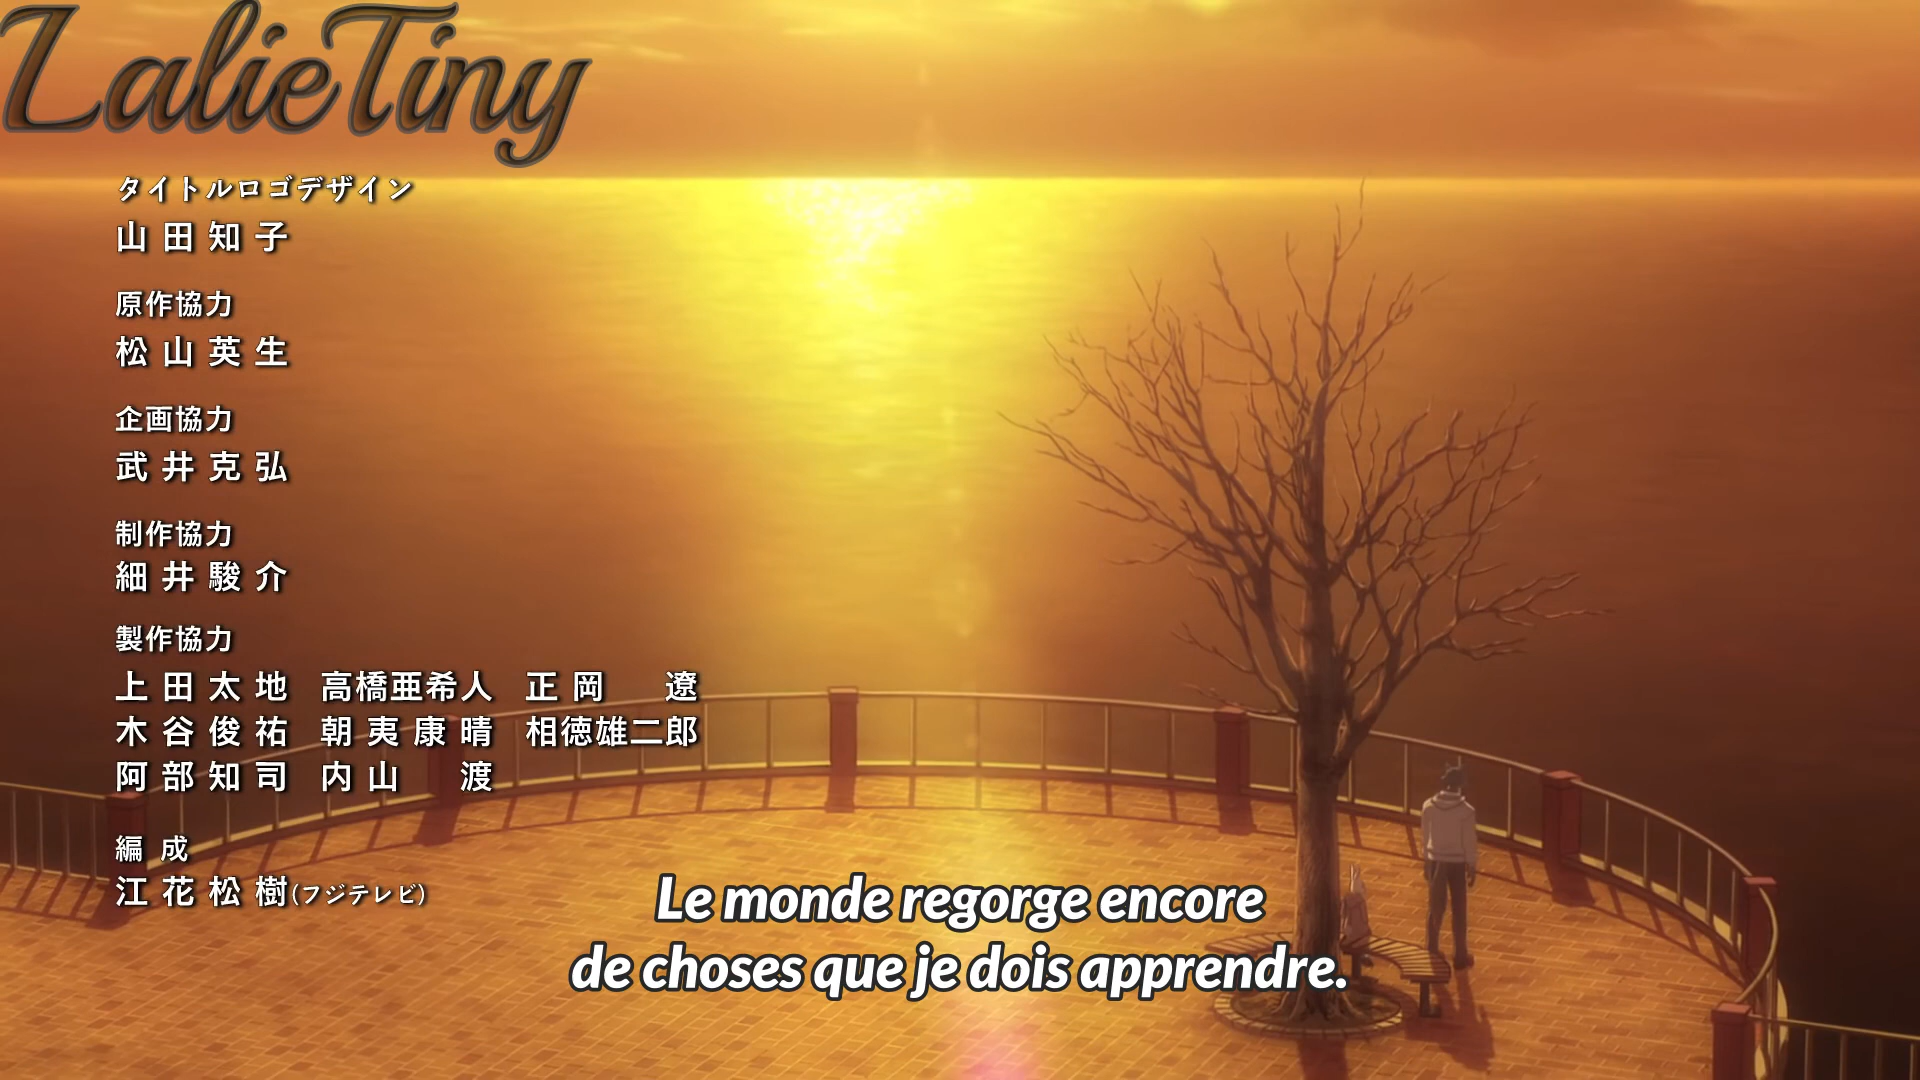 LalieTiny
タイトルロゴデザイン
山田知子
原作協力
松山英生
企画協力
武井克弘
制作協力
細井駿介
製作協力
上田太地 高橋亜希人 正岡 遼
木谷俊祐 朝夷康晴 相徳雄二郎
阿部知司 内山 渡
編成
江花松樹(フジテレビ)
Le monde regorge encore
de choses que je dois apprendre.